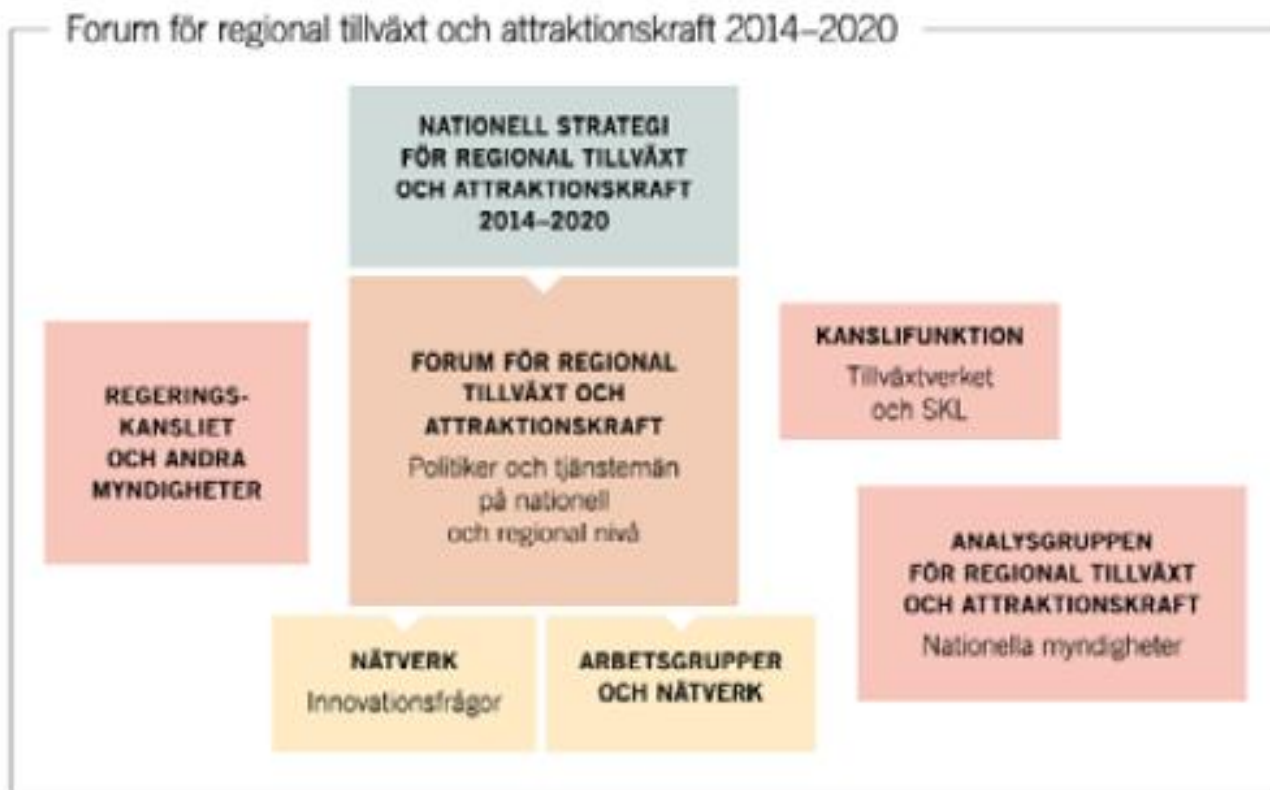 Forum för regional tillväxt och attraktionskraft 2014–2020
NATIONELL STRATEGI
FÖR REGIONAL TILLVÄXT
OCH ATTRAKTIONSKRAFT
2014–2020
REGERINGS-
KANSLIET
OCH ANDRA
MYNDIGHETER
FORUM FÖR REGIONAL
TILLVÄXT OCH
ATTRAKTIONSKRAFT
Politiker och tjänstemän
på nationell
och regional nivå
KANSLIFUNKTION
Tillväxtverket
och SKL
ANALYSGRUPPEN
FÖR REGIONAL TILLVÄXT
OCH ATTRAKTIONSKRAFT
Nationella myndigheter
NÄTVERK
Innovationsfrågor
ARBETSGRUPPER
OCH NÄTVERK